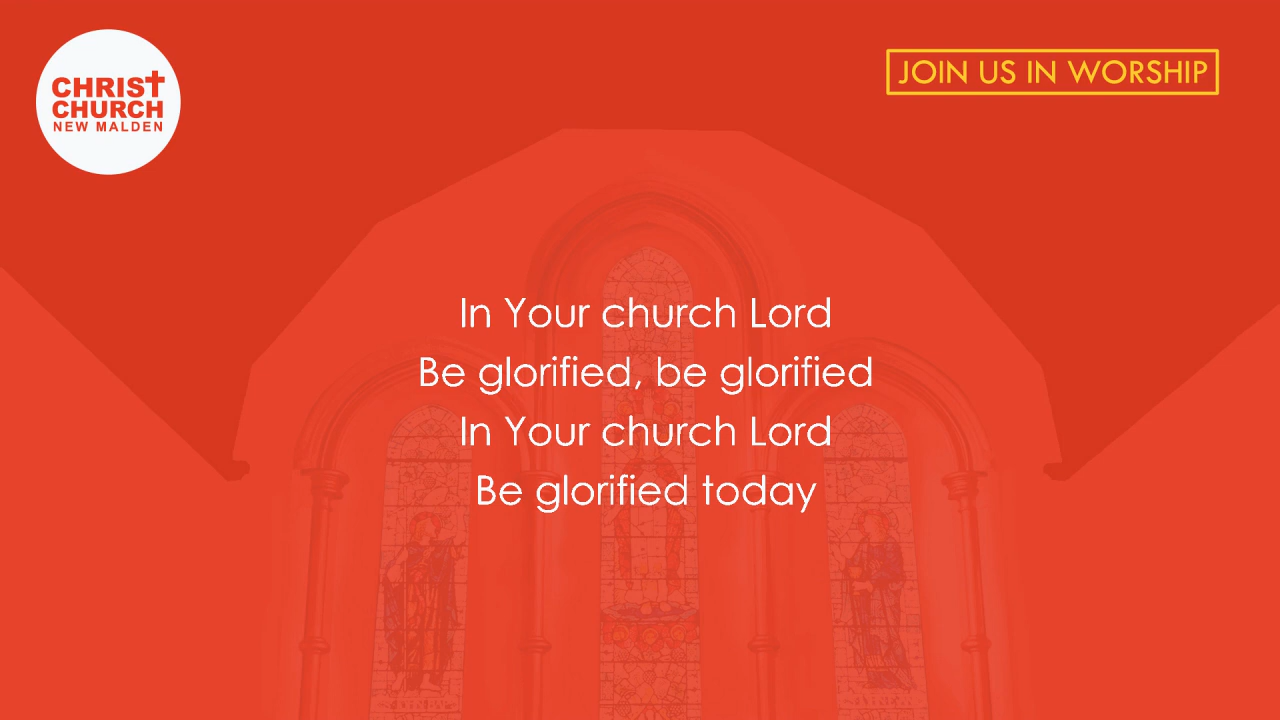 CHRIST
CHURCH
NEW MALDEN
JOIN US IN WORSHIP
In Your church Lord
Be glorified, be glorified
In Your church Lord
Be glorified today